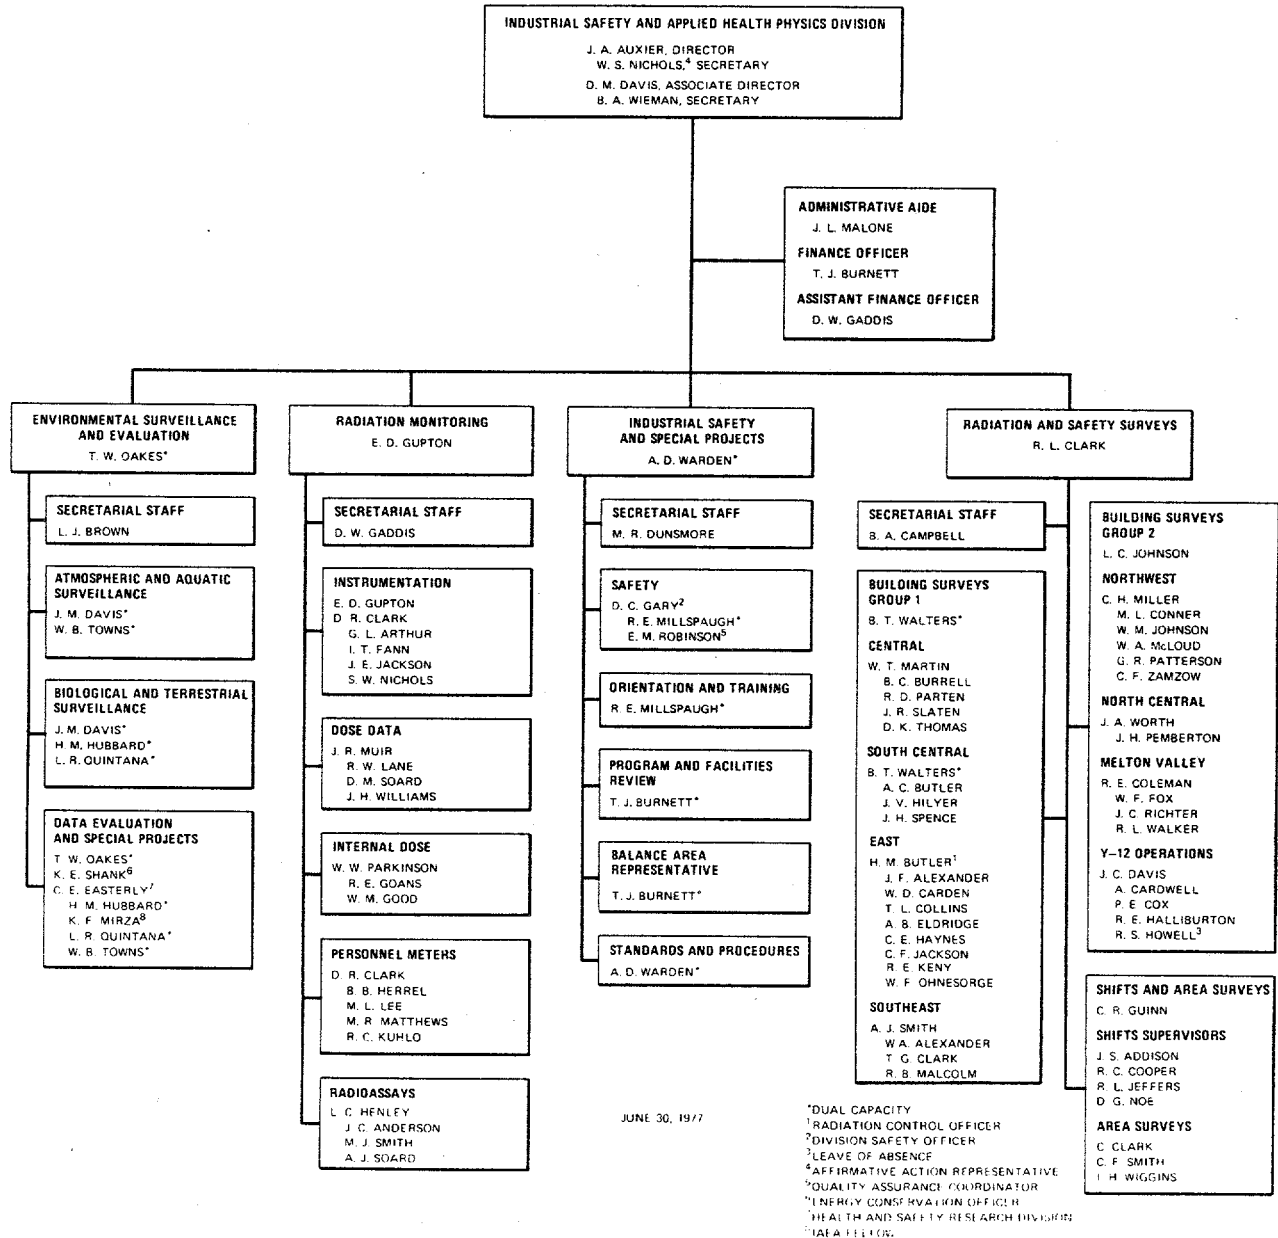 INDUSTRIAL SAFETY AND APPLIED HEALTH PHYSICS DIVISION
J. A. AUXIER, DIRECTOR
W. S. NICHOLS,4 SECRETARY
D. M. DAVIS, ASSOCIATE DIRECTOR
B. A. WIEMAN, SECRETARY
ADMINISTRATIVE AIDE
J. L. MALONE
FINANCE OFFICER
T. J. BURNETT
ASSISTANT FINANCE OFFICER
D. W. GADDIS
ENVIRONMENTAL SURVEILLANCE
AND EVALUATION
T. W. OAKES*
SECRETARIAL STAFF
L. J. BROWN
ATMOSPHERIC AND AQUATIC
SURVEILLANCE
J. M. DAVIS*
W. B. TOWNS*
BIOLOGICAL AND TERRESTRIAL
SURVEILLANCE
J. M. DAVIS*
H. M. HUBBARD*
L. R. QUINTANA*
DATA EVALUATION
AND SPECIAL PROJECTS
T. W. OAKES*
K. E. SHANK6
C. E. EASTERLY7
H. M. HUBBARD*
K. F. MIRZA8
L. R. QUINTANA*
W. B. TOWNS*
RADIATION MONITORING
E. D. GUPTON
SECRETARIAL STAFF
D. W. GADDIS
INSTRUMENTATION
E. D. GUPTON
D. R. CLARK
G. L. ARTHUR
I. T. FANN
J. E. JACKSON
S. W. NICHOLS
DOSE DATA
J. R. MUIR
R. W. LANE
D. M. SOARD
J. H. WILLIAMS
INTERNAL DOSE
W. W. PARKINSON
R. E. GOANS
W. M. GOOD
PERSONNEL METERS
D. R. CLARK
B. B. HERREL
M. L. LEE
M. R. MATTHEWS
R. C. KUHLO
RADIOASSAYS
L. C. HENLEY
J. C. ANDERSON
M. J. SMITH
A. J. SOARD
INDUSTRIAL SAFETY
AND SPECIAL PROJECTS
A. D. WARDEN*
SECRETARIAL STAFF
M. R. DUNSMORE
SAFETY
D. C. GARY2
R. E. MILLSPAUGH*
E. M. ROBINSON5
ORIENTATION AND TRAINING
R. E. MILLSPAUGH*
PROGRAM AND FACILITIES
REVIEW
T. J. BURNETT*
BALANCE AREA
REPRESENTATIVE
T. J. BURNETT*
STANDARDS AND PROCEDURES
A. D. WARDEN*
RADIATION AND SAFETY SURVEYS
R. L. CLARK
SECRETARIAL STAFF
B. A. CAMPBELL
BUILDING SURVEYS
GROUP 1
B. T. WALTERS*
CENTRAL
W. T. MARTIN
B. C. BURRELL
R. D. PARTEN
J. R. SLATEN
D. K. THOMAS
SOUTH CENTRAL
B. T. WALTERS*
A. C. BUTLER
J. V. HILYER
J. H. SPENCE
EAST
H. M. BUTLER1
J. F. ALEXANDER
W. D. CARDEN
T. L. COLLINS
A. B. ELDRIDGE
C. E. HAYNES
C. F. JACKSON
R. E. KENY
W. F. OHNESORGE
SOUTHEAST
A. J. SMITH
W. A. ALEXANDER
T. G. CLARK
R. B. MALCOLM
BUILDING SURVEYS
GROUP 2
L. C. JOHNSON
NORTHWEST
C. H. MILLER
M. L. CONNER
W. M. JOHNSON
W. A. McLOUD
G. R. PATTERSON
C. F. ZAMZOW
NORTH CENTRAL
J. A. WORTH
J. H. PEMBERTON
MELTON VALLEY
R. E. COLEMAN
W. F. FOX
J. C. RICHTER
R. L. WALKER
Y-12 OPERATIONS
J. C. DAVIS
A. CARDWELL
P. E. COX
R. E. HALLIBURTON
R. S. HOWELL3
SHIFTS AND AREA SURVEYS
C. R. GUINN
SHIFTS SUPERVISORS
J. S. ADDISON
R. C. COOPER
R. L. JEFFERS
D. G. NOE
AREA SURVEYS
C. CLARK
C. F. SMITH
H. WIGGINS
JUNE 30, 1977
*DUAL CAPACITY
1RADIATION CONTROL OFFICER
2DIVISION SAFETY OFFICER
3LEAVE OF ABSENCE
4AFFIRMATIVE ACTION REPRESENTATIVE
5QUALITY ASSURANCE COORDINATOR
6ENERGY CONSERVATION OFFICER
7HEALTH AND SAFETY RESEARCH DIVISION
8IAEA FELLOW